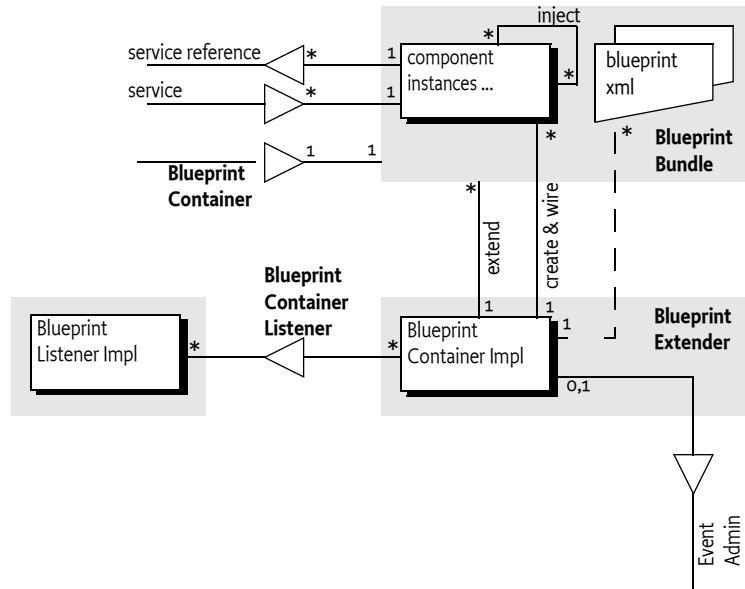 inject
*
service reference
*
1
component
instances ...
*
blueprint
xml
service
*
1
*
*
Blueprint
Bundle
1
1
Blueprint
Container
*
extend
create & wire
Blueprint
Container
Listener
1
1
1
Blueprint
Extender
Blueprint
Listener Impl
*
*
Blueprint
Container Impl
0,1
Event
Admin